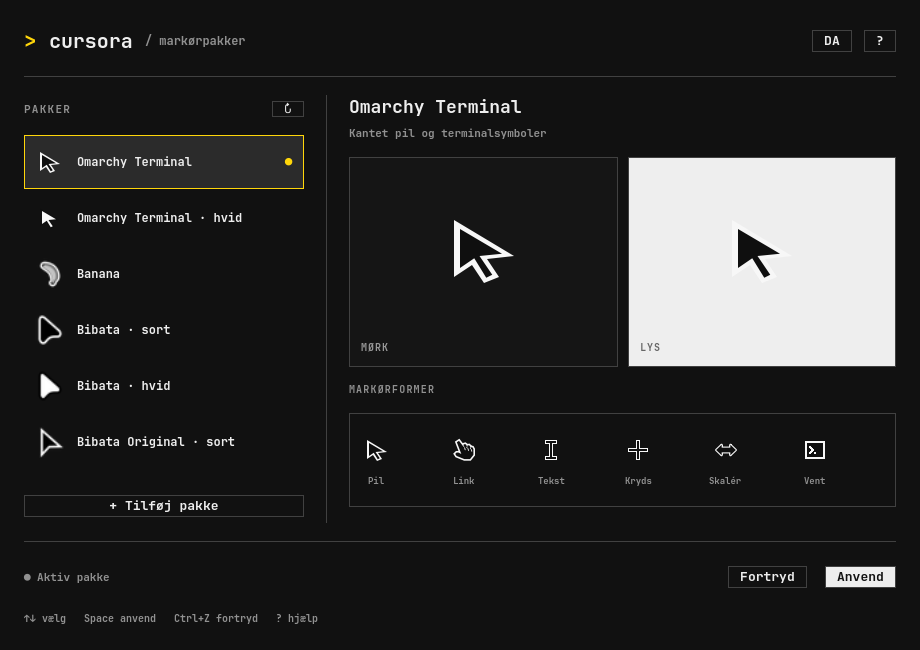 > cursora / markørpakker
DA
?
PAKKER
Omarchy Terminal
Omarchy Terminal · hvid
Banana
Bibata · sort
Bibata · hvid
Bibata Original · sort
+ Tilføj pakke
Omarchy Terminal
Kantet pil og terminalsymboler
MØRK
LYS
MARKØRFORMER
Pil
Link
Tekst
Kryds
Skalér
Vent
Aktiv pakke
Fortryd
Anvend
↑↓ vælg Space anvend Ctrl+Z fortryd ? hjælp